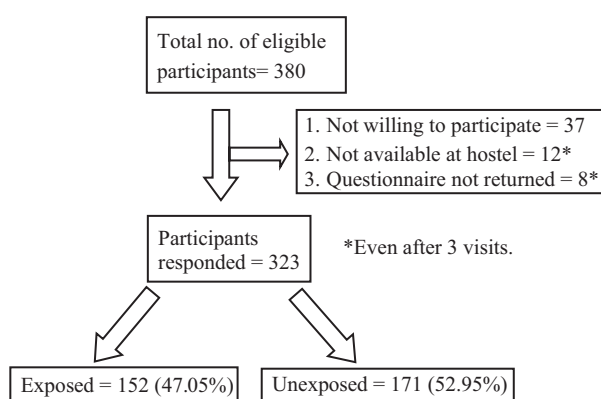 Total no. of eligible
participants= 380
1. Not willing to participate = 37
2. Not available at hostel = 12*
3. Questionnaire not returned = 8*
Participants
responded = 323
*Even after 3 visits.
Exposed = 152 (47.05%)
Unexposed = 171 (52.95%)